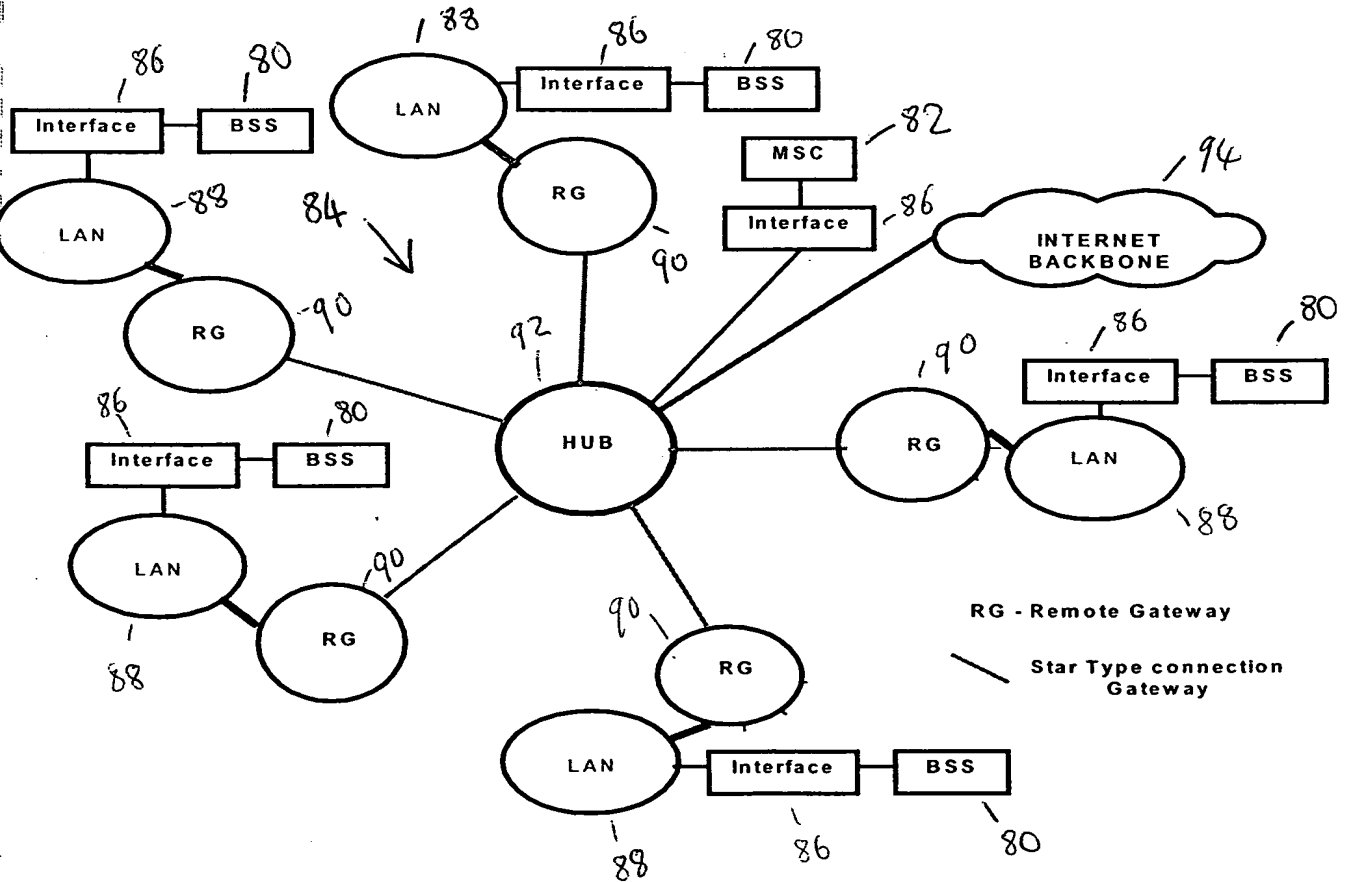 88
86
80
86
80
Interface
BSS
LAN
Interface
BSS
82
MSC
94
88
84
RG
Interface
86
LAN
90
INTERNET
BACKBONE
RG
90
92
86
80
90
Interface
BSS
86
80
HUB
RG
LAN
Interface
BSS
88
LAN
90
RG
88
90
RG - Remote Gateway
RG
Star Type connection
Gateway
LAN
Interface
BSS
88
86
80